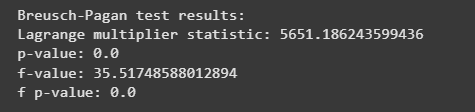 Breusch-Pagan test results:
Lagrange multiplier statistic: 5651.186243599436
p-value: 0.0
f-value: 35.51748588012894
f p-value: 0.0